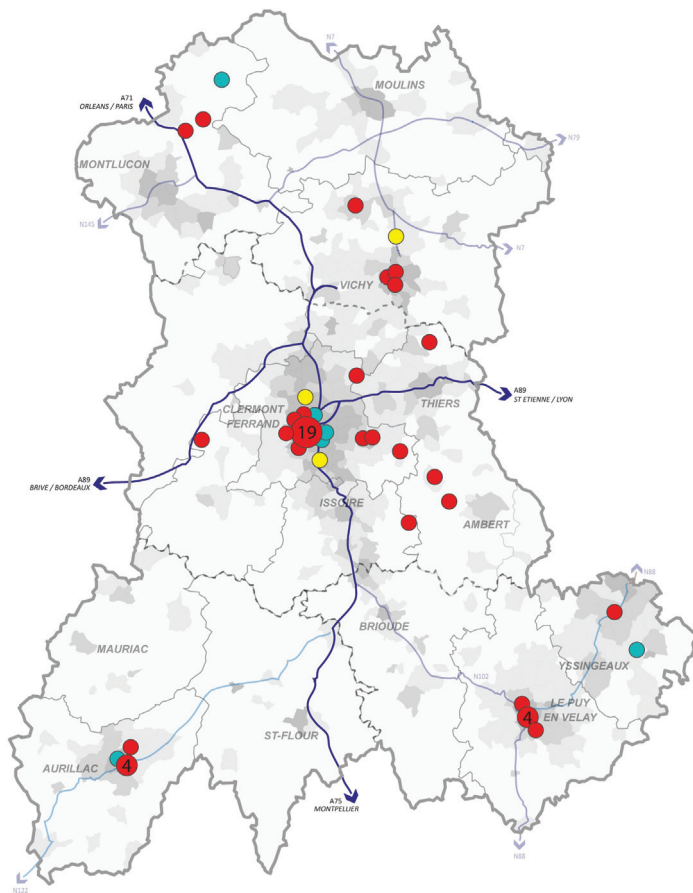 N7
MOULINS
A71
ORLEANS / PARIS
N79
MONTLUCON
N145
N7
VICHY
A89
ST ETIENNE / LYON
THIERS
CLERMONT
FERRAND
19
A89
BRIVE / BORDEAUX
ISSOIRE
AMBERT
N88
BRIOUDE
MAURIAC
YSSINGEAUX
N102
LE PUY
EN VELAY
4
ST-FLOUR
AURILLAC
4
A75
MONTPELLIER
N88
N122